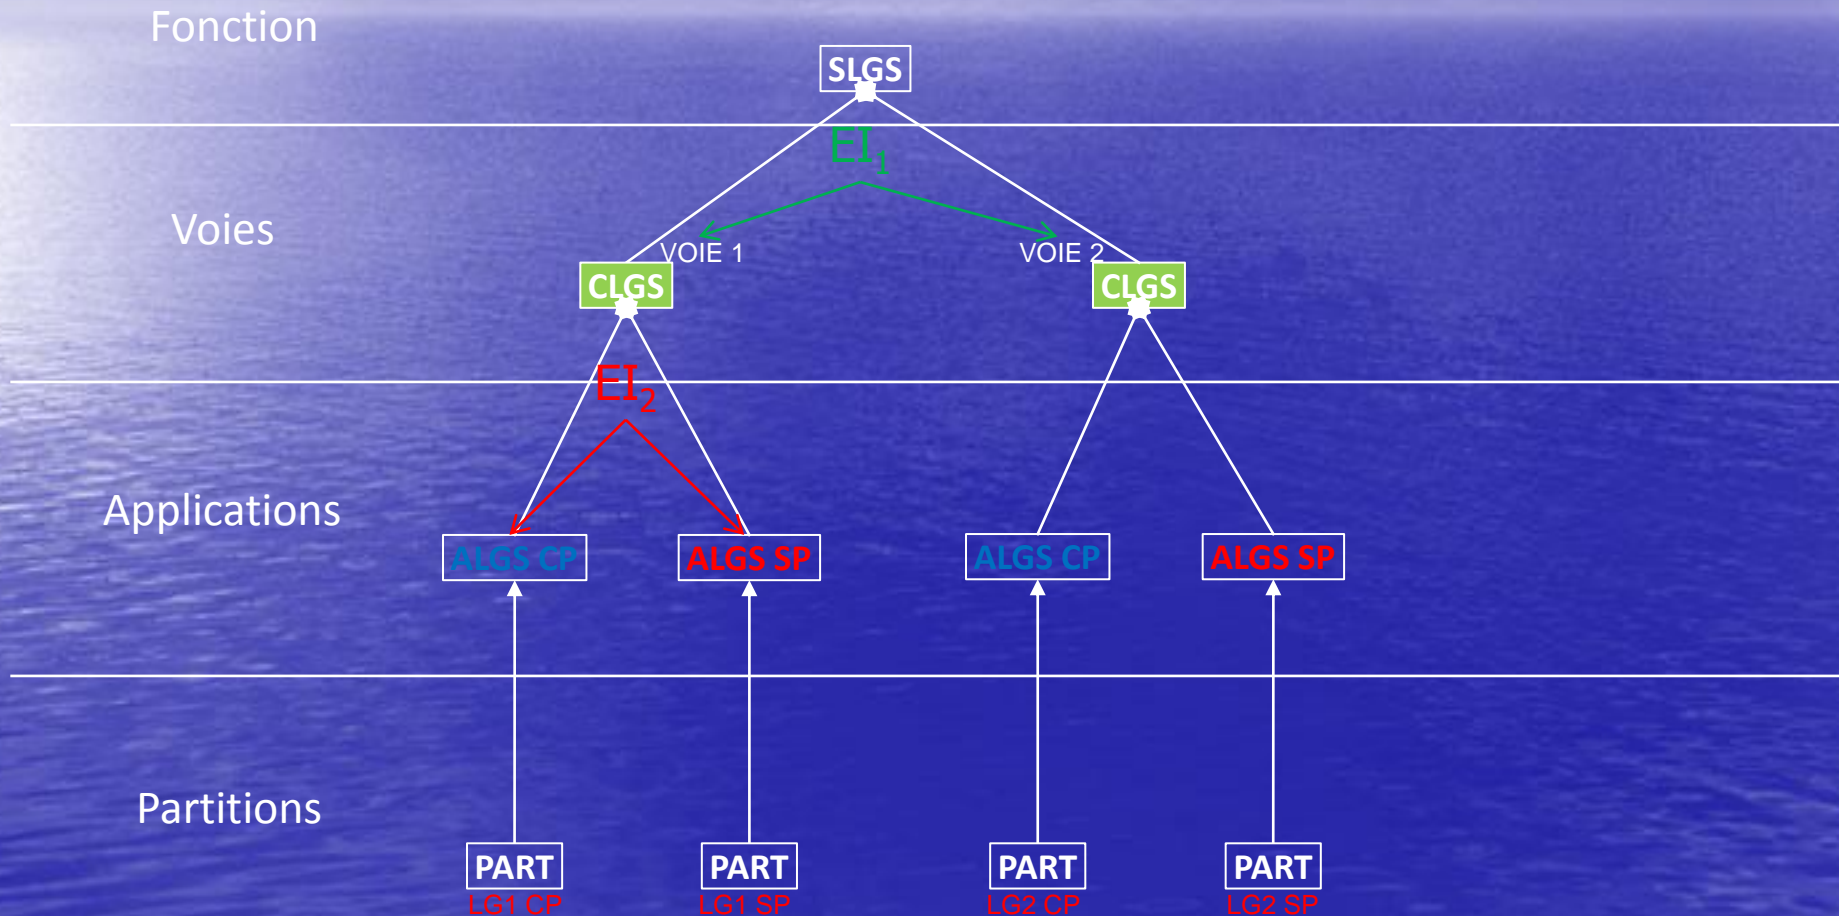 Fonction
SLGS
EI₁
Voies
VOIE 1
VOIE 2
CLGS
CLGS
EI₂
Applications
ALGS CP
ALGS SP
ALGS CP
ALGS SP
Partitions
PART
PART
PART
PART
LG1 CP
LG1 SP
LG2 CP
LG2 SP